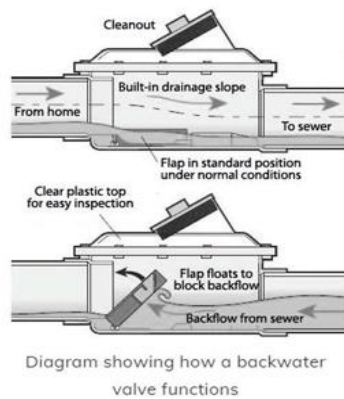 Cleanout
Built-in drainage slope
From home
To sewer
Flap in standard position
under normal conditions
Clear plastic top
for easy inspection
Flap floats to
block backflow
Backflow from sewer
Diagram showing how a backwater
valve functions